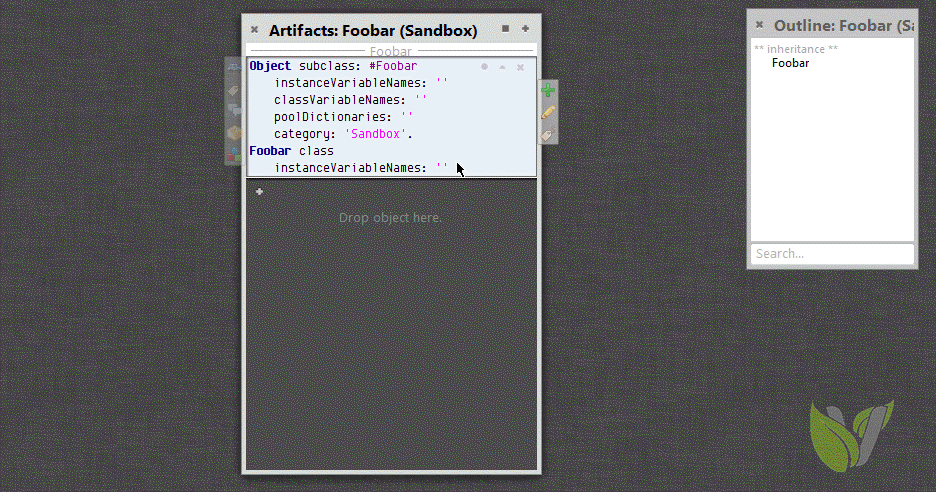 Artifacts: Foobar (Sandbox)
Foobar
Object subclass: #Foobar
instanceVariableNames: ''
classVariableNames: ''
poolDictionaries: ''
category: 'Sandbox'.
Foobar class
instanceVariableNames: ''
Drop object here.
Outline: Foobar (Sa
** inheritance **
Foobar
Search...